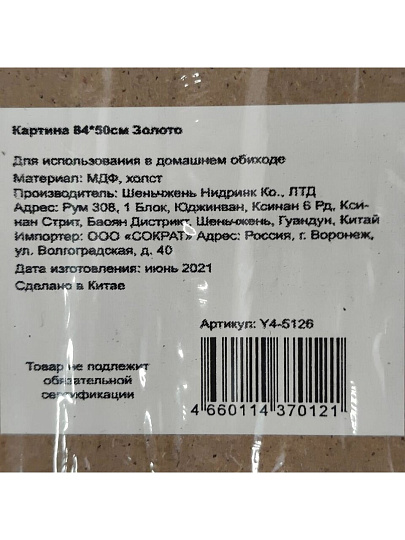 Картина 84*50см Золото
Для использования в домашнем обиходе
Материал: МДФ, холст
Производитель: Шеньчжень Нидринк Ко., ЛТД
Адрес: Рум 308, 1 Блок, Юджинван, Ксинан 6 Рд, Кси-
нан Стрит, Баоян Дистрикт, Шеньчжень, Гуандун, Китай
Импортер: ООО «СОКРАТ» Адрес: Россия, г. Воронеж,
ул. Волгоградская, д. 40
Дата изготовления: июнь 2021
Сделано в Китае
Артикул: Y4-5126
Товар не подлежит
обязательной
сертификации
4 660114 370121